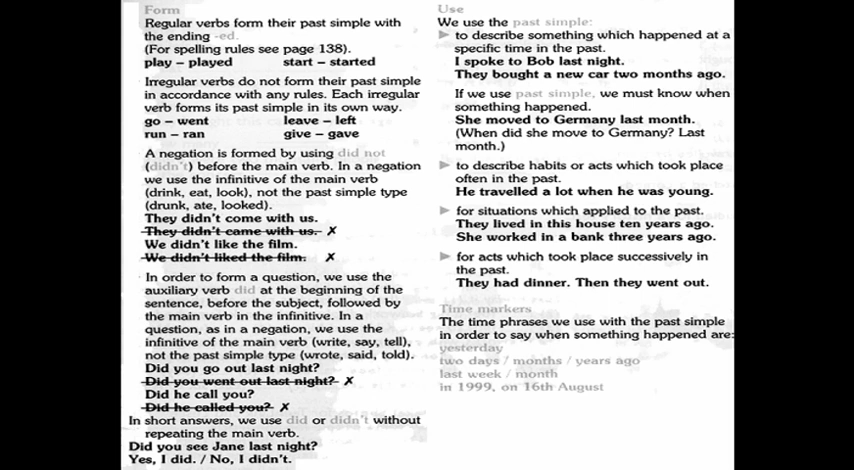 Form
Regular verbs form their past simple with
the ending -ed.
(For spelling rules see page 138).
play – played start – started
Irregular verbs do not form their past simple
in accordance with any rules. Each irregular
verb forms its past simple in its own way.
go – went leave – left
run – ran give – gave
A negation is formed by using did not
(didn't) before the main verb. In a negation
we use the infinitive of the main verb
(drink, eat, look), not the past simple type
(drunk, ate, looked).
They didn't come with us.
They didn't came with us. ✗
We didn't like the film.
We didn't liked the film. ✗
In order to form a question, we use the
auxiliary verb did at the beginning of the
sentence, before the subject, followed by
the main verb in the infinitive. In a
question, as in a negation, we use the
infinitive of the main verb (write, say, tell),
not the past simple type (wrote, said, told).
Did you go out last night?
Did you went out last night? ✗
Did he call you?
Did he called you? ✗
In short answers, we use did or didn't without
repeating the main verb.
Did you see Jane last night?
Yes, I did. / No, I didn't.
Use
We use the past simple:
► to describe something which happened at a
specific time in the past.
I spoke to Bob last night.
They bought a new car two months ago.
If we use past simple, we must know when
something happened.
She moved to Germany last month.
(When did she move to Germany? Last
month.)
► to describe habits or acts which took place
often in the past.
He travelled a lot when he was young.
► for situations which applied to the past.
They lived in this house ten years ago.
She worked in a bank three years ago.
► for acts which took place successively in
the past.
They had dinner. Then they went out.
Time markers
The time phrases we use with the past simple
in order to say when something happened are:
yesterday
two days / months / years ago
last week / month
in 1999, on 16th August